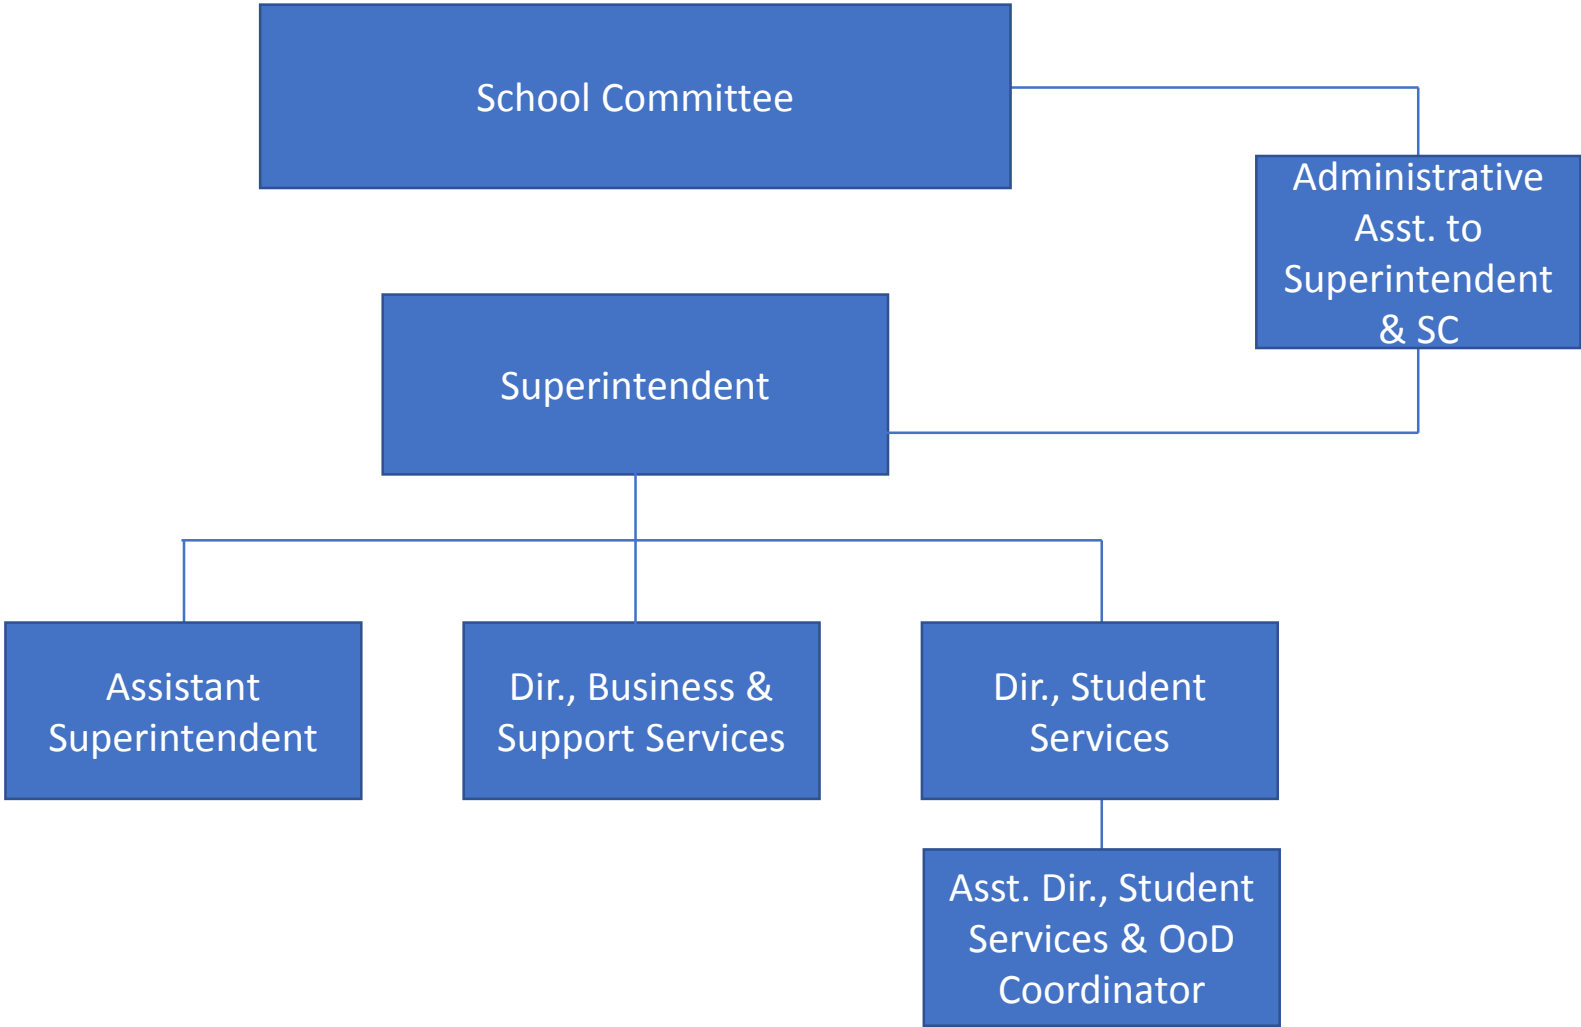 School Committee
Administrative
Asst. to
Superintendent
& SC
Superintendent
Assistant
Superintendent
Dir., Business &
Support Services
Dir., Student
Services
Asst. Dir., Student
Services & OoD
Coordinator